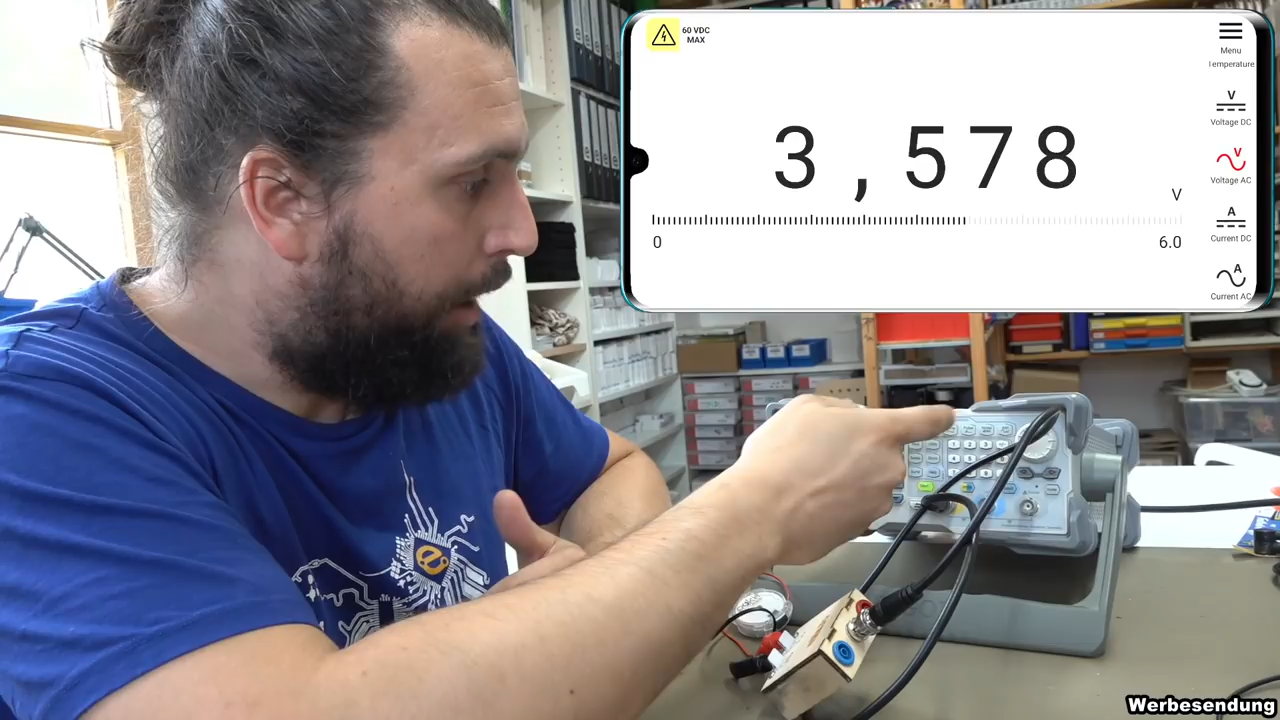 60 VDC
MAX
Menu
Temperature
V
Voltage DC
3,578
V
Voltage AC
V
A
Current DC
0
6.0
A
Current AC
Werbesendung